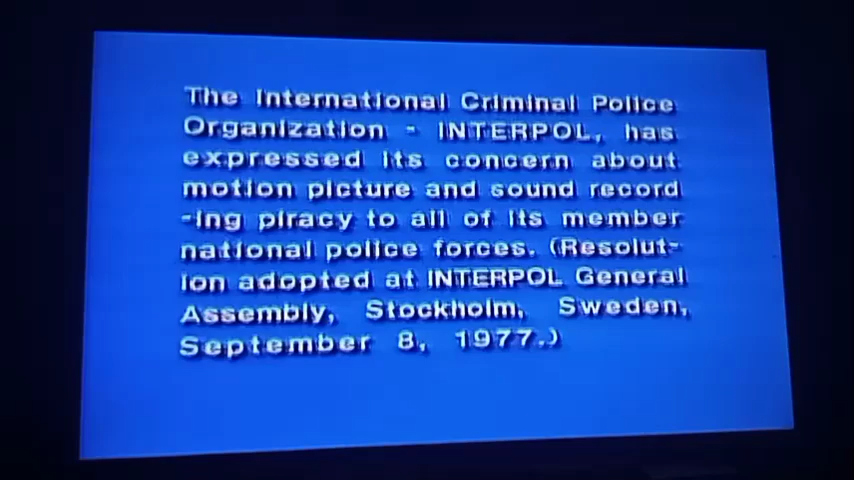 The International Criminal Police
Organization - INTERPOL, has
expressed its concern about
motion picture and sound record
-ing piracy to all of its member
national police forces. (Resolut-
ion adopted at INTERPOL General
Assembly, Stockholm, Sweden,
September 8, 1977.)